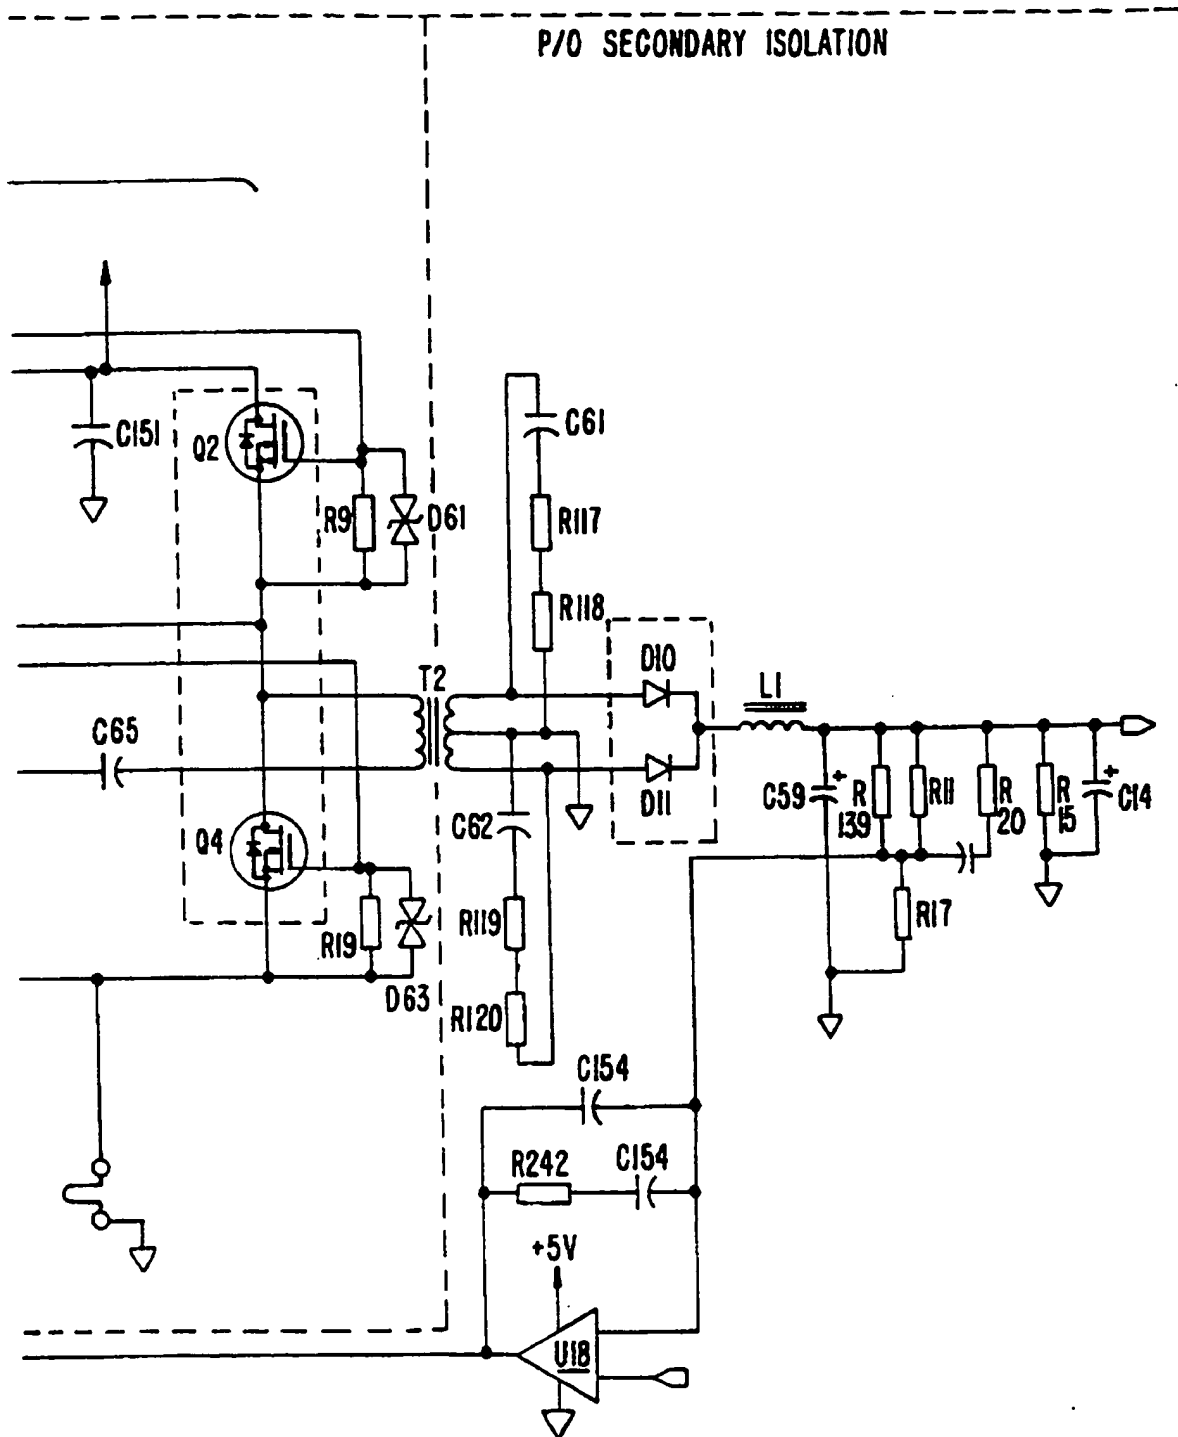 P/O SECONDARY ISOLATION
C151
Q2
R9
D61
C61
R117
R118
T2
D10
L1
C65
D11
C59
R
139
R11
R
20
R
15
C14
Q4
C62
R17
R19
R119
D63
R120
C154
R242
C154
+5V
U18